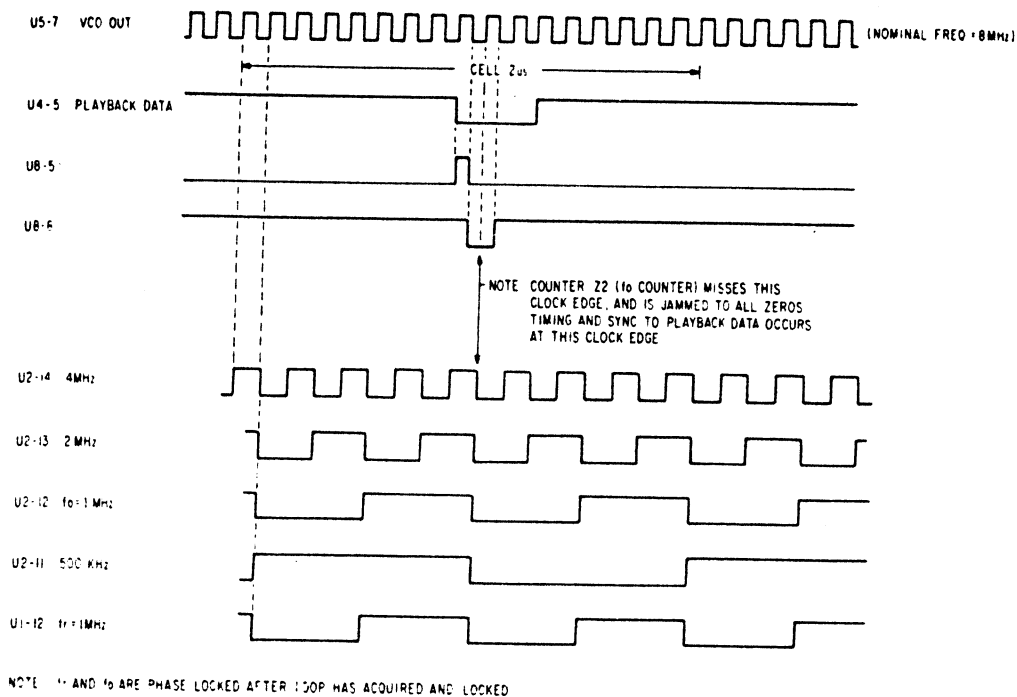 U5-7 VCO OUT
(NOMINAL FREq = 8MHz)
CELL 2us
U4-5 PLAYBACK DATA
U8-5
U8-6
NOTE COUNTER Z2 (fo COUNTER) MISSES THIS
CLOCK EDGE, AND IS JAMMED TO ALL ZEROS
TIMING AND SYNC TO PLAYBACK DATA OCCURS
AT THIS CLOCK EDGE
U2-14 4MHz
U2-13 2MHz
U2-12 fo=1MHz
U2-11 500 KHz
U1-12 fr=1MHz
NOTE fr AND fo ARE PHASE LOCKED AFTER LOOP HAS ACQUIRED AND LOCKED